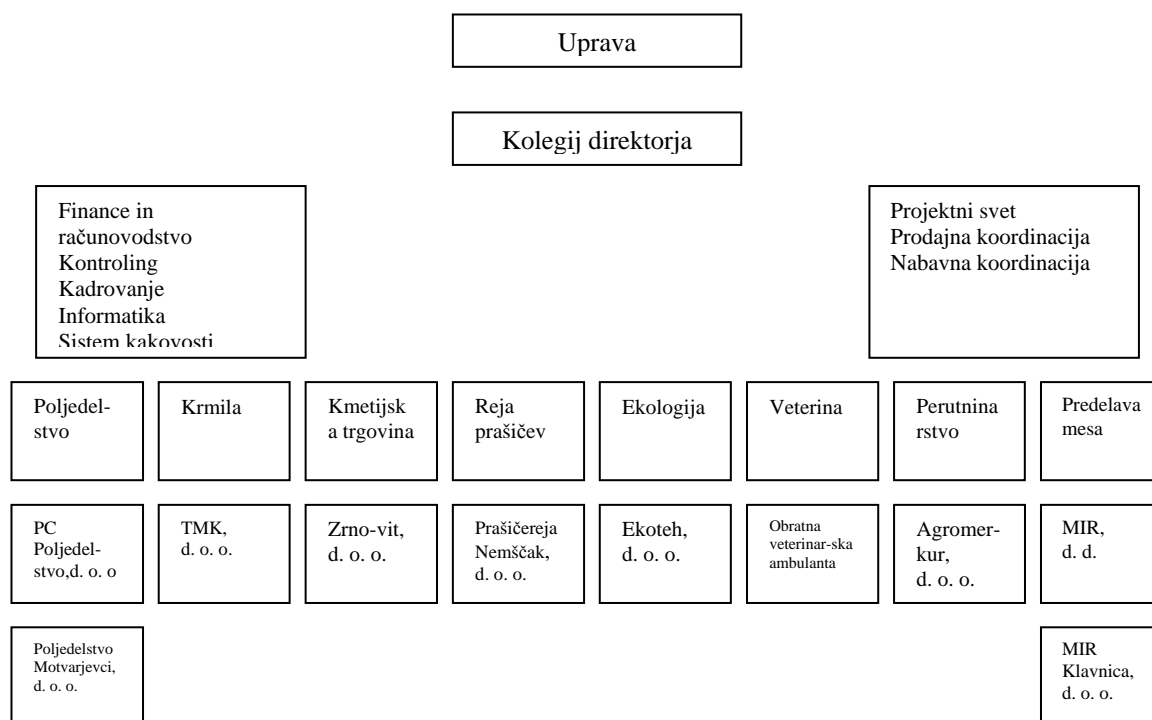 Uprava
Kolegij direktorja
Finance in
računovodstvo
Kontroling
Kadrovanje
Informatika
Sistem kakovosti
Projektni svet
Prodajna koordinacija
Nabavna koordinacija
Poljedel-
stvo
Krmila
Kmetijsk
a trgovina
Reja
prašičev
Ekologija
Veterina
Perutnina
rstvo
Predelava
mesa
PC
Poljedel-
stvo,d. o. o
TMK,
d. o. o.
Zrno-vit,
d. o. o.
Prašičereja
Nemščak,
d. o. o.
Ekoteh,
d. o. o.
Obratna
veterinar-ska
ambulanta
Agromer-
kur,
d. o. o.
MIR,
d. d.
Poljedelstvo
Motvarjevci,
d. o. o.
MIR
Klavnica,
d. o. o.